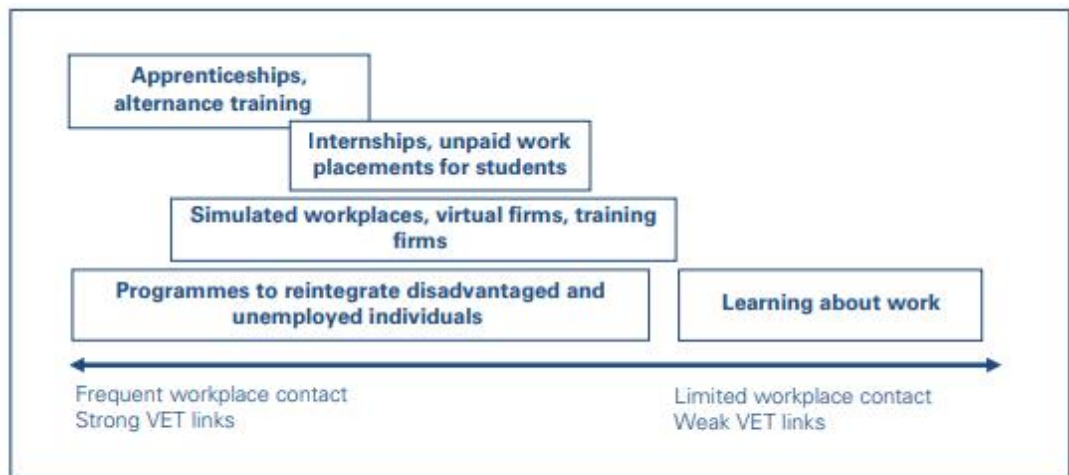 Apprenticeships,
alternance training
Internships, unpaid work
placements for students
Simulated workplaces, virtual firms, training
firms
Programmes to reintegrate disadvantaged and
unemployed individuals
Learning about work
Frequent workplace contact
Strong VET links
Limited workplace contact
Weak VET links